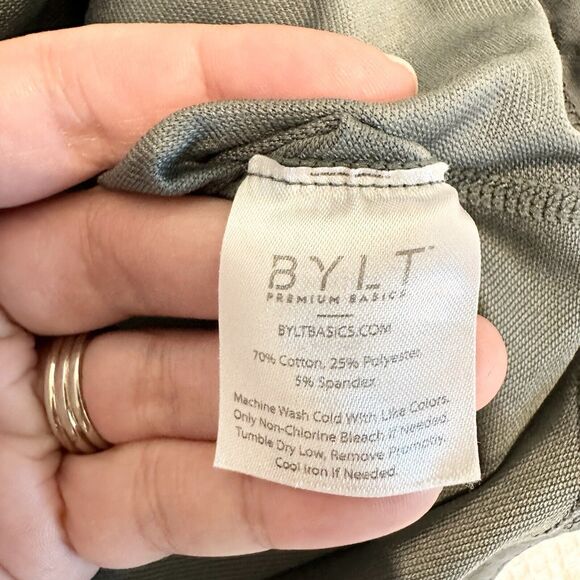 BYLT™
PREMIUM BASICS
BYLTBASICS.COM
70% Cotton, 25% Polyester,
5% Spandex
Machine Wash Cold With Like Colors.
Only Non-Chlorine Bleach If Needed.
Tumble Dry Low, Remove Promptly.
Cool Iron If Needed.